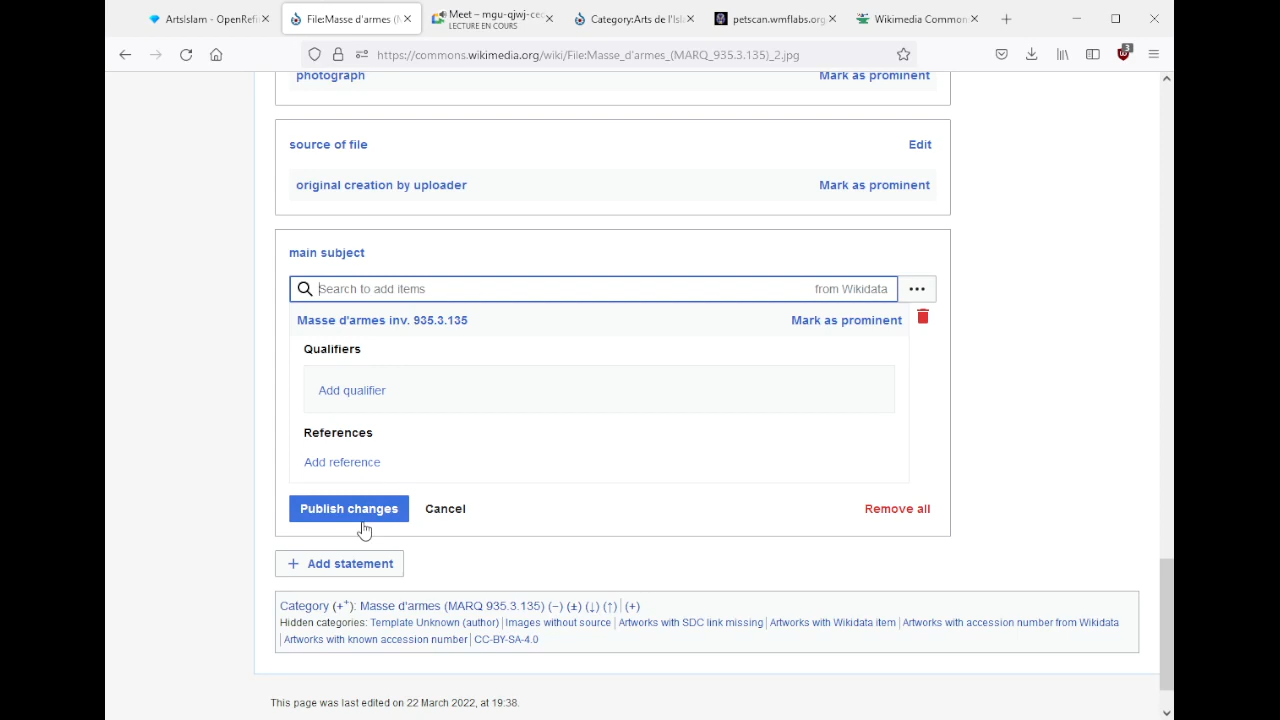 ArtsIslam - OpenRefi
File:Masse d'armes (M
Meet – mgu-qjwj-cec
LECTURE EN COURS
Category:Arts de l'Isla
petscan.wmflabs.org
Wikimedia Common
https://commons.wikimedia.org/wiki/File:Masse_d'armes_(MARQ_935.3.135)_2.jpg
3
photograph Mark as prominent
source of file Edit
original creation by uploader Mark as prominent
main subject
Search to add items from Wikidata
Masse d'armes inv. 935.3.135 Mark as prominent
Qualifiers
Add qualifier
References
Add reference
Publish changes Cancel Remove all
+ Add statement
Category (+⁺): Masse d'armes (MARQ 935.3.135) (−) (±) (↓) (↑) | (+)
Hidden categories: Template Unknown (author) | Images without source | Artworks with SDC link missing | Artworks with Wikidata item | Artworks with accession number from Wikidata
| Artworks with known accession number | CC-BY-SA-4.0
This page was last edited on 22 March 2022, at 19:38.